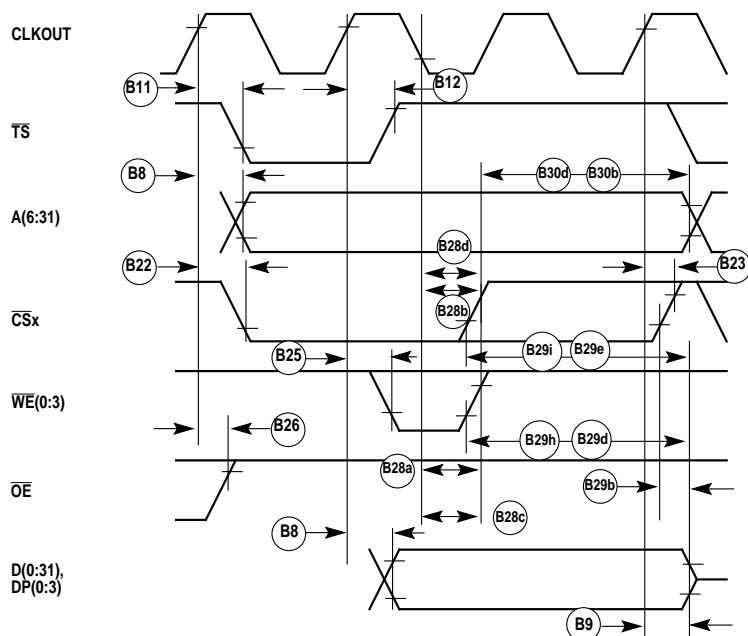 CLKOUT
B11
B12
TS
B8
B30d B30b
A(6:31)
B28d
B22
B23
B28b
CSx
B25
B29i B29e
WE(0:3)
B26
B29h B29d
B28a
B29b
OE
B28c
B8
D(0:31),
DP(0:3)
B9